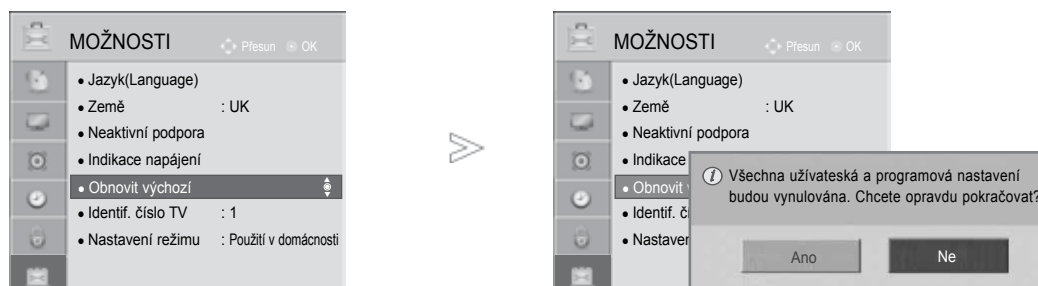 MOŽNOSTI
Přesun OK
• Jazyk(Language)
• Země : UK
• Neaktivní podpora
• Indikace napájení
• Obnovit výchozí
• Identif. číslo TV : 1
• Nastavení režimu : Použití v domácnosti
MOŽNOSTI
Přesun OK
• Jazyk(Language)
• Země : UK
• Neaktivní podpora
• Indikace
• Obnovit v
• Identif. č
• Nastaven
Všechna užívateská a programová nastavení
budou vynulována. Chcete opravdu pokračovat?
Ano Ne